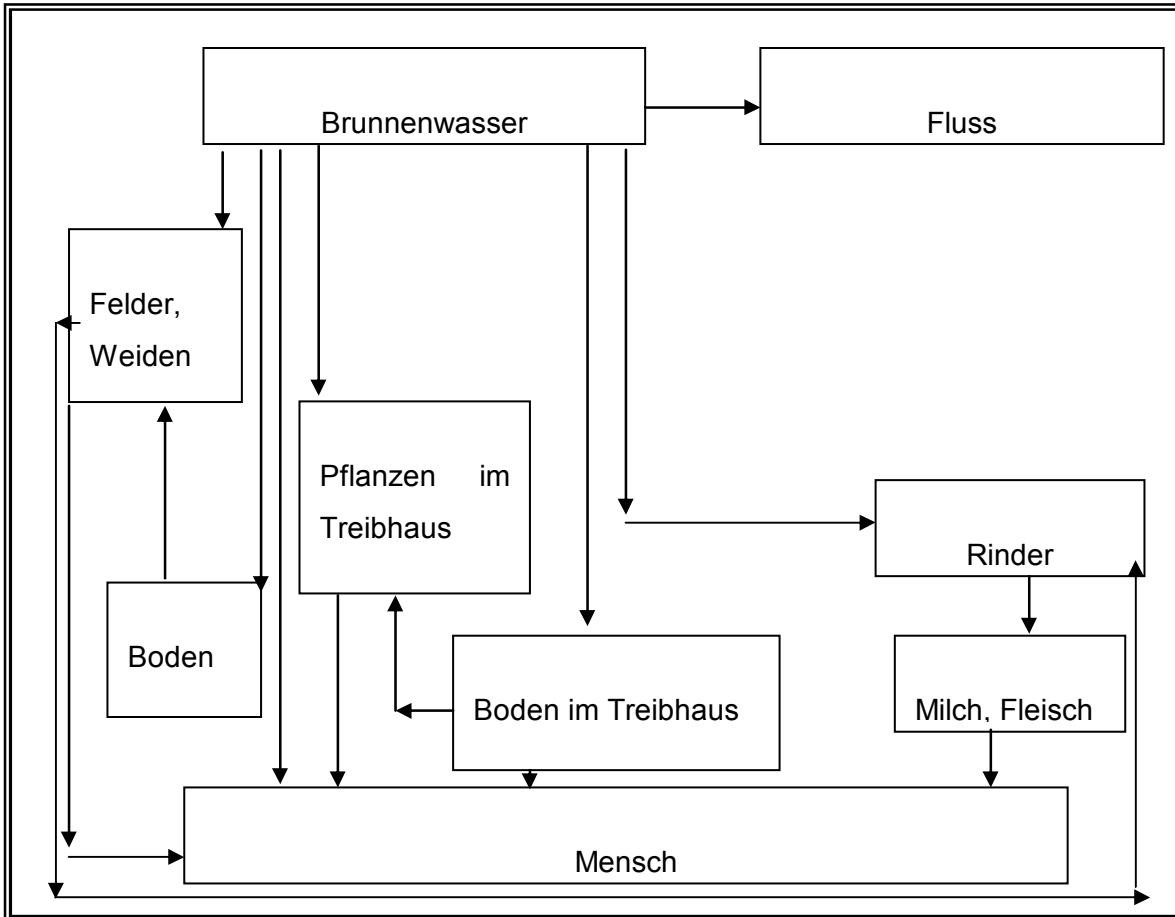 Brunnenwasser
Fluss
Felder,
Weiden
Pflanzen im
Treibhaus
Rinder
Boden
Boden im Treibhaus
Milch, Fleisch
Mensch